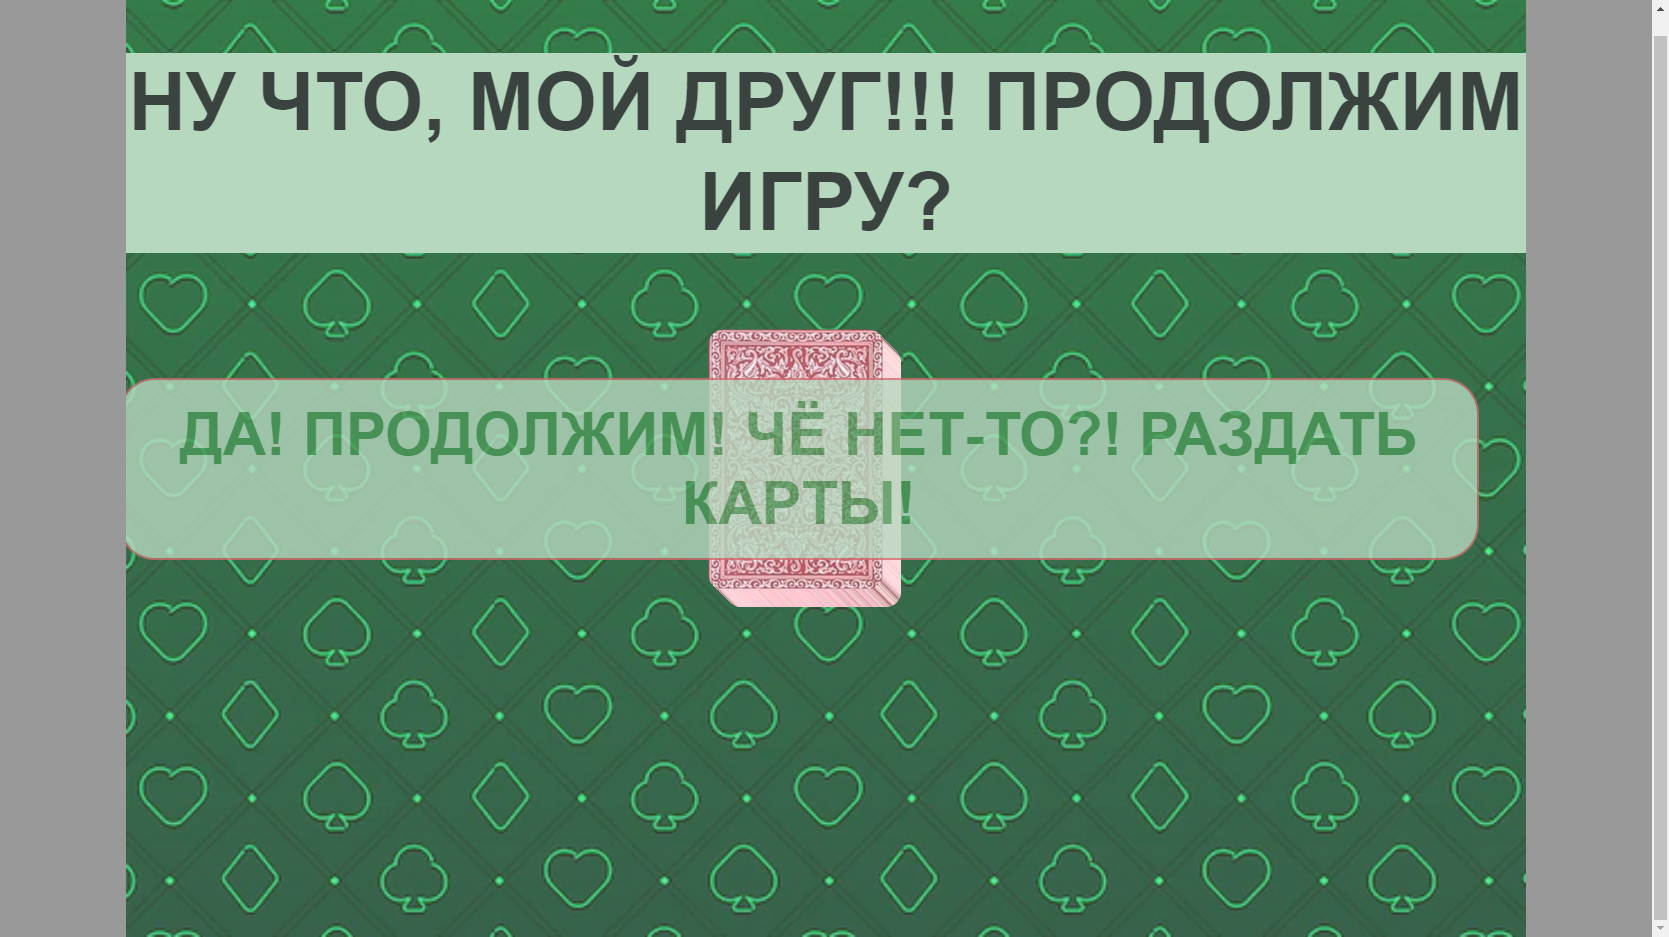 НУ ЧТО, МОЙ ДРУГ!!! ПРОДОЛЖИМ
ИГРУ?
ДА! ПРОДОЛЖИМ! ЧЁ НЕТ-ТО?! РАЗДАТЬ
КАРТЫ!